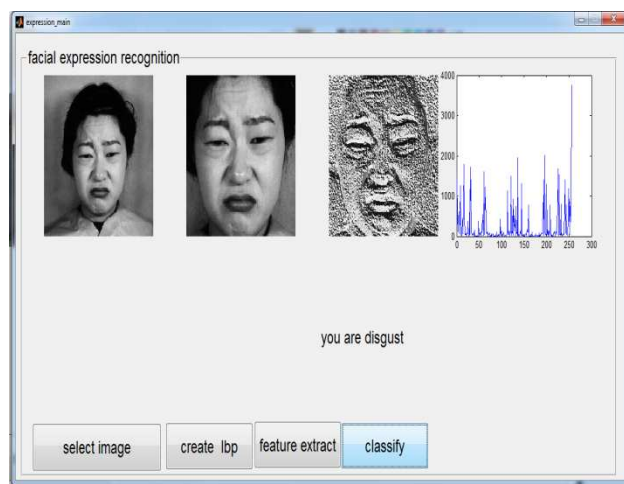 expression_main
facial expression recognition
4000
3000
2000
1000
0
0 50 100 150 200 250 300
you are disgust
select image
create lbp
feature extract
classify